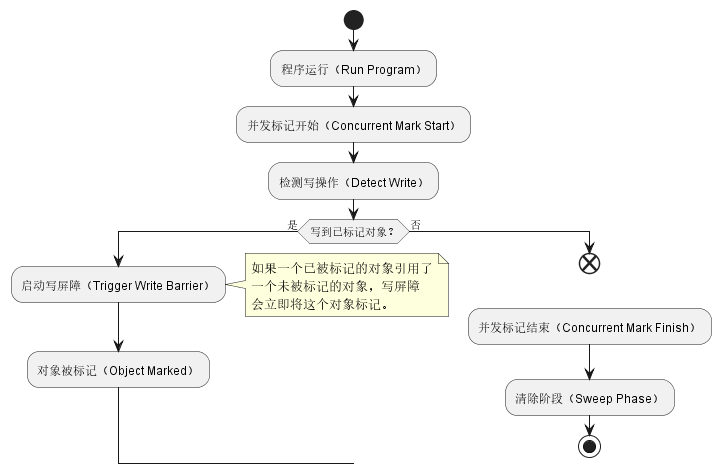 程序运行（Run Program）
并发标记开始（Concurrent Mark Start）
检测写操作（Detect Write）
写到已标记对象？
是
否
启动写屏障（Trigger Write Barrier）
如果一个已被标记的对象引用了
一个未被标记的对象，写屏障
会立即将这个对象标记。
对象被标记（Object Marked）
并发标记结束（Concurrent Mark Finish）
清除阶段（Sweep Phase）